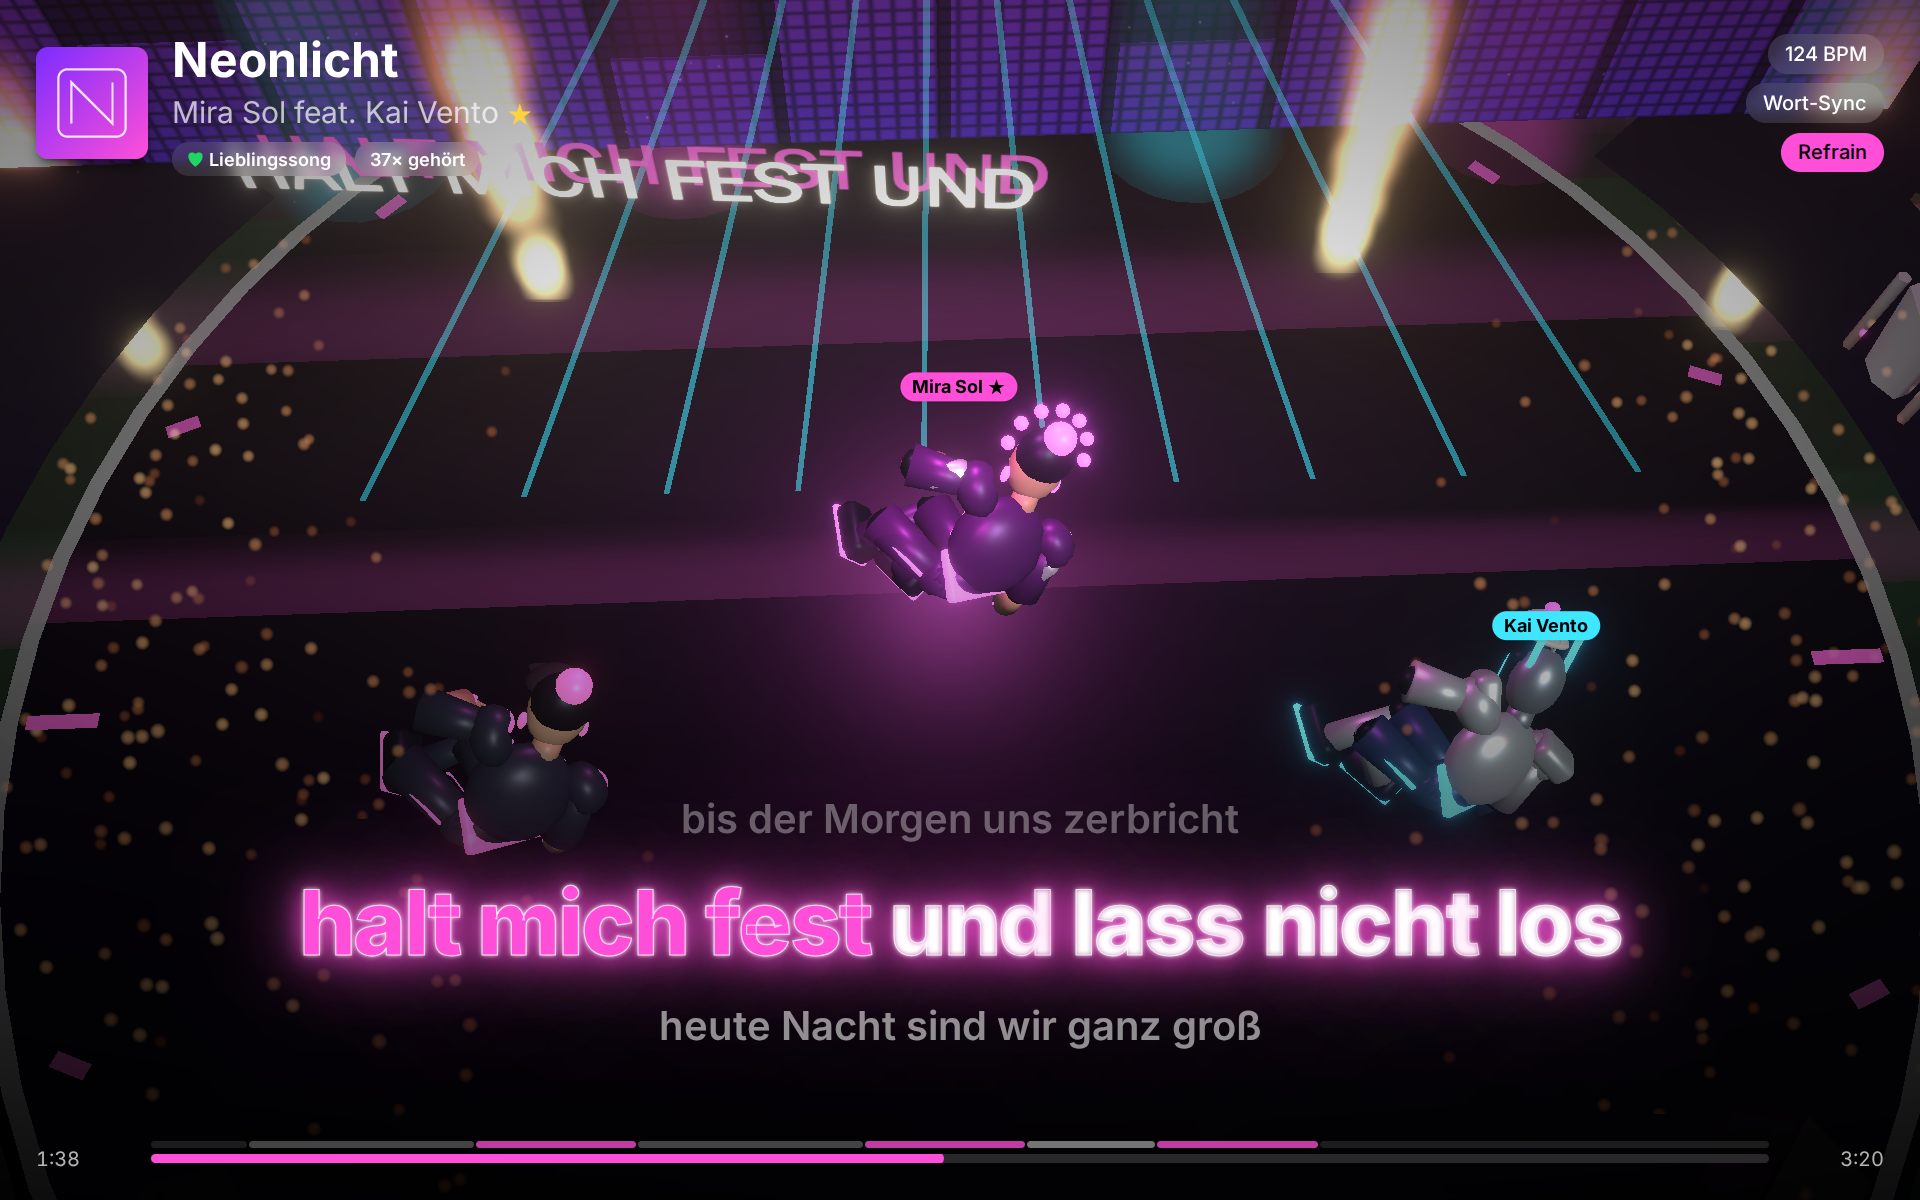 N
Neonlicht
Mira Sol feat. Kai Vento ★
Lieblingssong
37× gehört
124 BPM
Wort-Sync
Refrain
HALT MICH FEST UND
Mira Sol ★
Kai Vento
bis der Morgen uns zerbricht
halt mich fest und lass nicht los
heute Nacht sind wir ganz groß
1:38
3:20